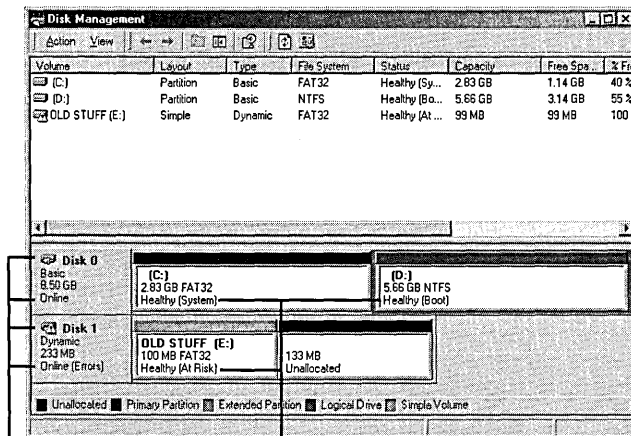 Disk Management
Action View
Volume Layout Type File System Status Capacity Free Spa... % Fr
(C:) Partition Basic FAT32 Healthy (Sy... 2.83 GB 1.14 GB 40 %
(D:) Partition Basic NTFS Healthy (Bo... 5.66 GB 3.14 GB 55 %
OLD STUFF (E:) Simple Dynamic FAT32 Healthy (At ... 99 MB 99 MB 100
Disk 0
Basic
8.50 GB
Online
(C:)
2.83 GB FAT32
Healthy (System)
(D:)
5.66 GB NTFS
Healthy (Boot)
Disk 1
Dynamic
233 MB
Online (Errors)
OLD STUFF (E:)
100 MB FAT32
Healthy (At Risk)
133 MB
Unallocated
Unallocated Primary Partition Extended Partition Logical Drive Simple Volume